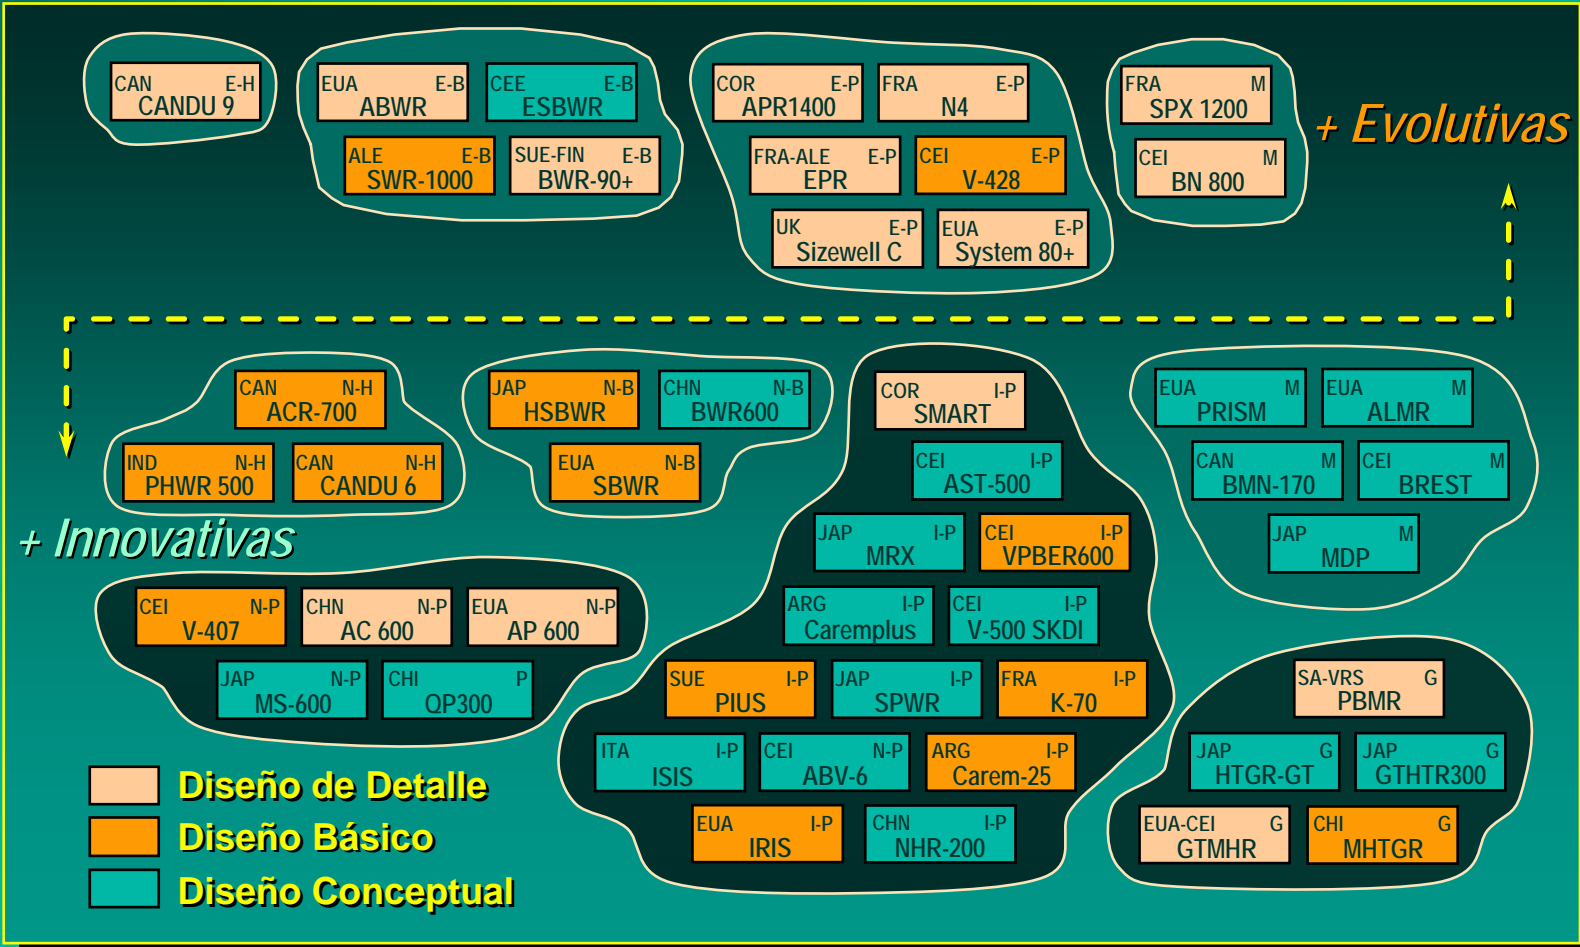 CAN E-H
CANDU 9
EUA E-B
ABWR
CEE E-B
ESBWR
ALE E-B
SWR-1000
SUE-FIN E-B
BWR-90+
COR E-P
APR1400
FRA E-P
N4
FRA-ALE E-P
EPR
CEI E-P
V-428
UK E-P
Sizewell C
EUA E-P
System 80+
FRA M
SPX 1200
CEI M
BN 800
+ Evolutivas
CAN N-H
ACR-700
IND N-H
PHWR 500
CAN N-H
CANDU 6
JAP N-B
HSBWR
CHN N-B
BWR600
EUA N-B
SBWR
COR I-P
SMART
CEI I-P
AST-500
JAP I-P
MRX
CEI I-P
VPBER600
ARG I-P
Caremplus
CEI I-P
V-500 SKDI
SUE I-P
PIUS
JAP I-P
SPWR
FRA I-P
K-70
ITA I-P
ISIS
CEI N-P
ABV-6
ARG I-P
Carem-25
EUA I-P
IRIS
CHN I-P
NHR-200
EUA M
PRISM
EUA M
ALMR
CAN M
BMN-170
CEI M
BREST
JAP M
MDP
+ Innovativas
CEI N-P
V-407
CHN N-P
AC 600
EUA N-P
AP 600
JAP N-P
MS-600
CHI P
QP300
SA-VRS G
PBMR
JAP G
HTGR-GT
JAP G
GTHTR300
EUA-CEI G
GTMHR
CHI G
MHTGR
Diseño de Detalle
Diseño Básico
Diseño Conceptual